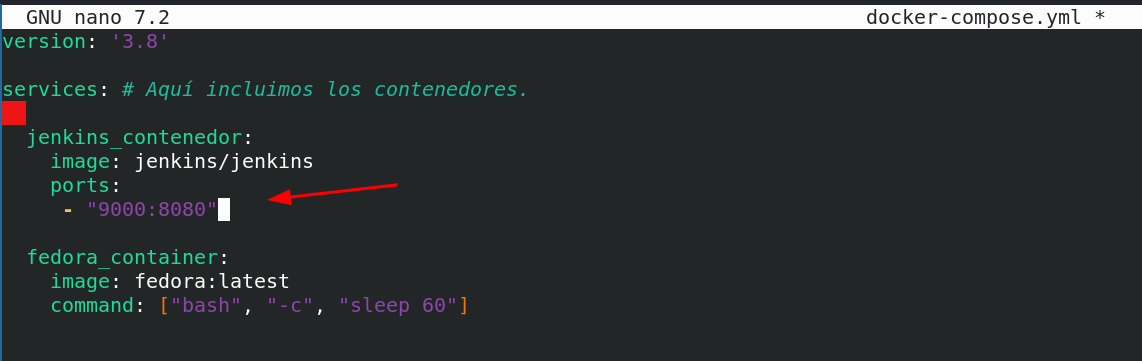 GNU nano 7.2 docker-compose.yml *
version: '3.8'
services: # Aquí incluimos los contenedores.
jenkins_contenedor:
image: jenkins/jenkins
ports:
- "9000:8080"
fedora_container:
image: fedora:latest
command: ["bash", "-c", "sleep 60"]